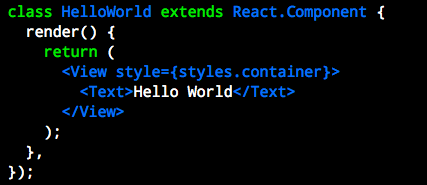 class HelloWorld extends React.Component {
  render() {
    return (
      <View style={styles.container}>
        <Text>Hello World</Text>
      </View>
    );
  },
});